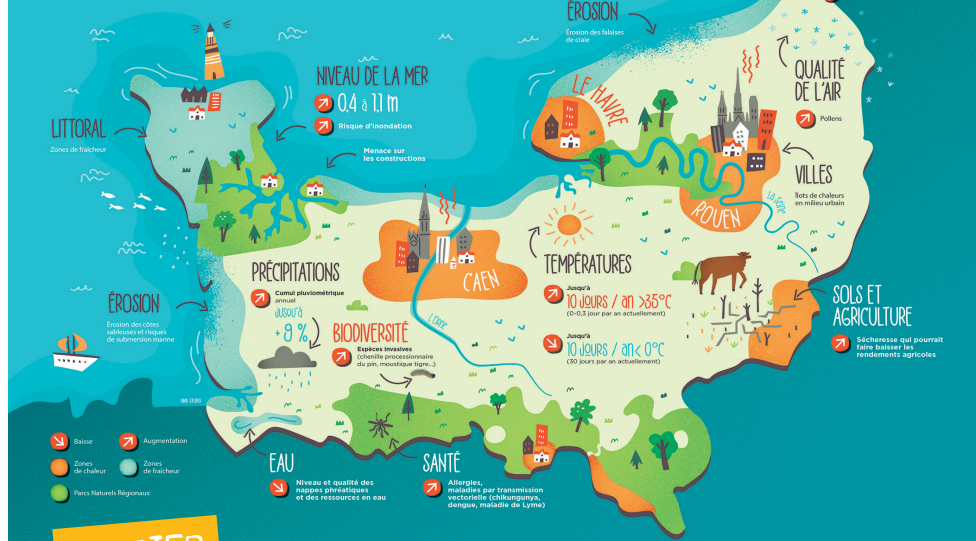 ÉROSION
Érosion des falaises
de craie
NIVEAU DE LA MER
0.4 à 1.1 m
Risque d'inondation
Menace sur
les constructions
LITTORAL
Zones de fraîcheur
LE HAVRE
QUALITÉ
DE L'AIR
Pollens
VILLES
Îlots de chaleurs
en milieu urbain
ROUEN
La Seine
CAEN
L'Orne
PRÉCIPITATIONS
Cumul pluviométrique
annuel
JUSQU'À
+ 9 %
ÉROSION
Érosion des côtes
sableuses et risques
de submersion marine
BIODIVERSITÉ
Espèces invasives
(chenille processionnaire
du pin, moustique tigre...)
TEMPÉRATURES
Jusqu'à
10 JOURS / AN >35°C
(0-0,3 jour par an actuellement)
Jusqu'à
10 JOURS / AN< 0°C
(30 jours par an actuellement)
SOLS ET
AGRICULTURE
Sécheresse qui pourrait
faire baisser les
rendements agricoles
EAU
Niveau et qualité des
nappes phréatiques
et des ressources en eau
SANTÉ
Allergies,
maladies par transmission
vectorielle (chikungunya,
dengue, maladie de Lyme)
Baisse
Augmentation
Zones
de chaleur
Zones
de fraîcheur
Parcs Naturels Régionaux